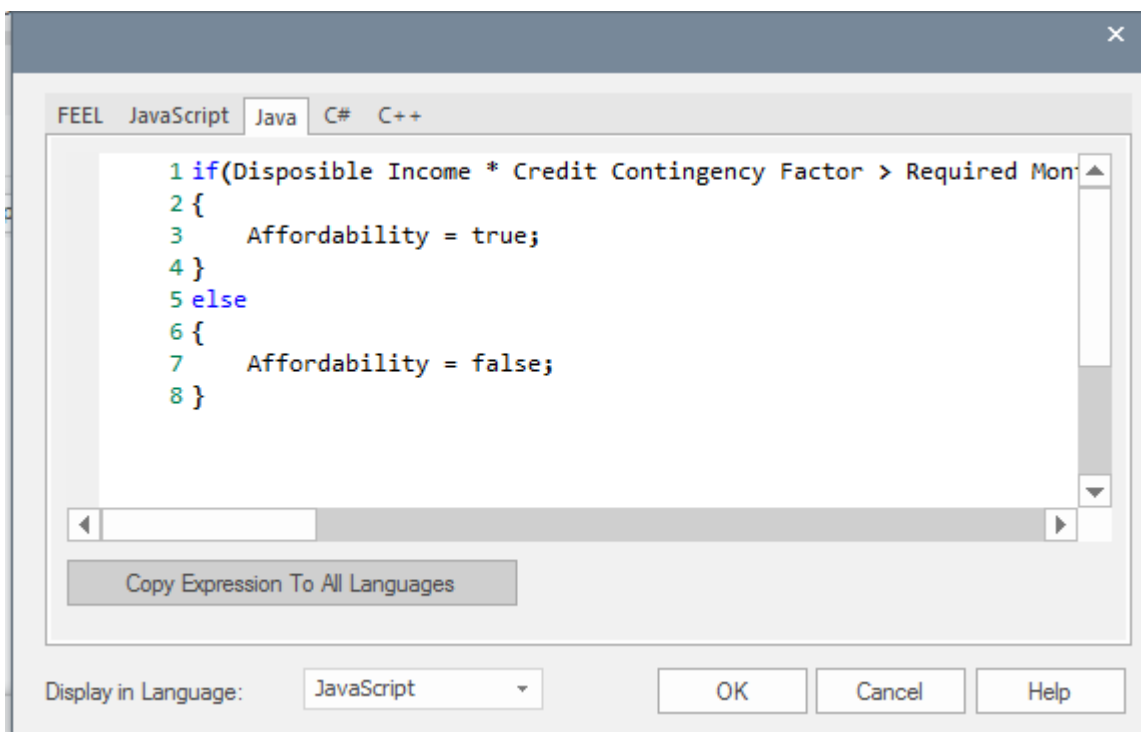 ×
FEEL JavaScript Java C# C++
1 if(Disposible Income * Credit Contingency Factor > Required Mon
2 {
3 Affordability = true;
4 }
5 else
6 {
7 Affordability = false;
8 }
Copy Expression To All Languages
Display in Language: JavaScript OK Cancel Help